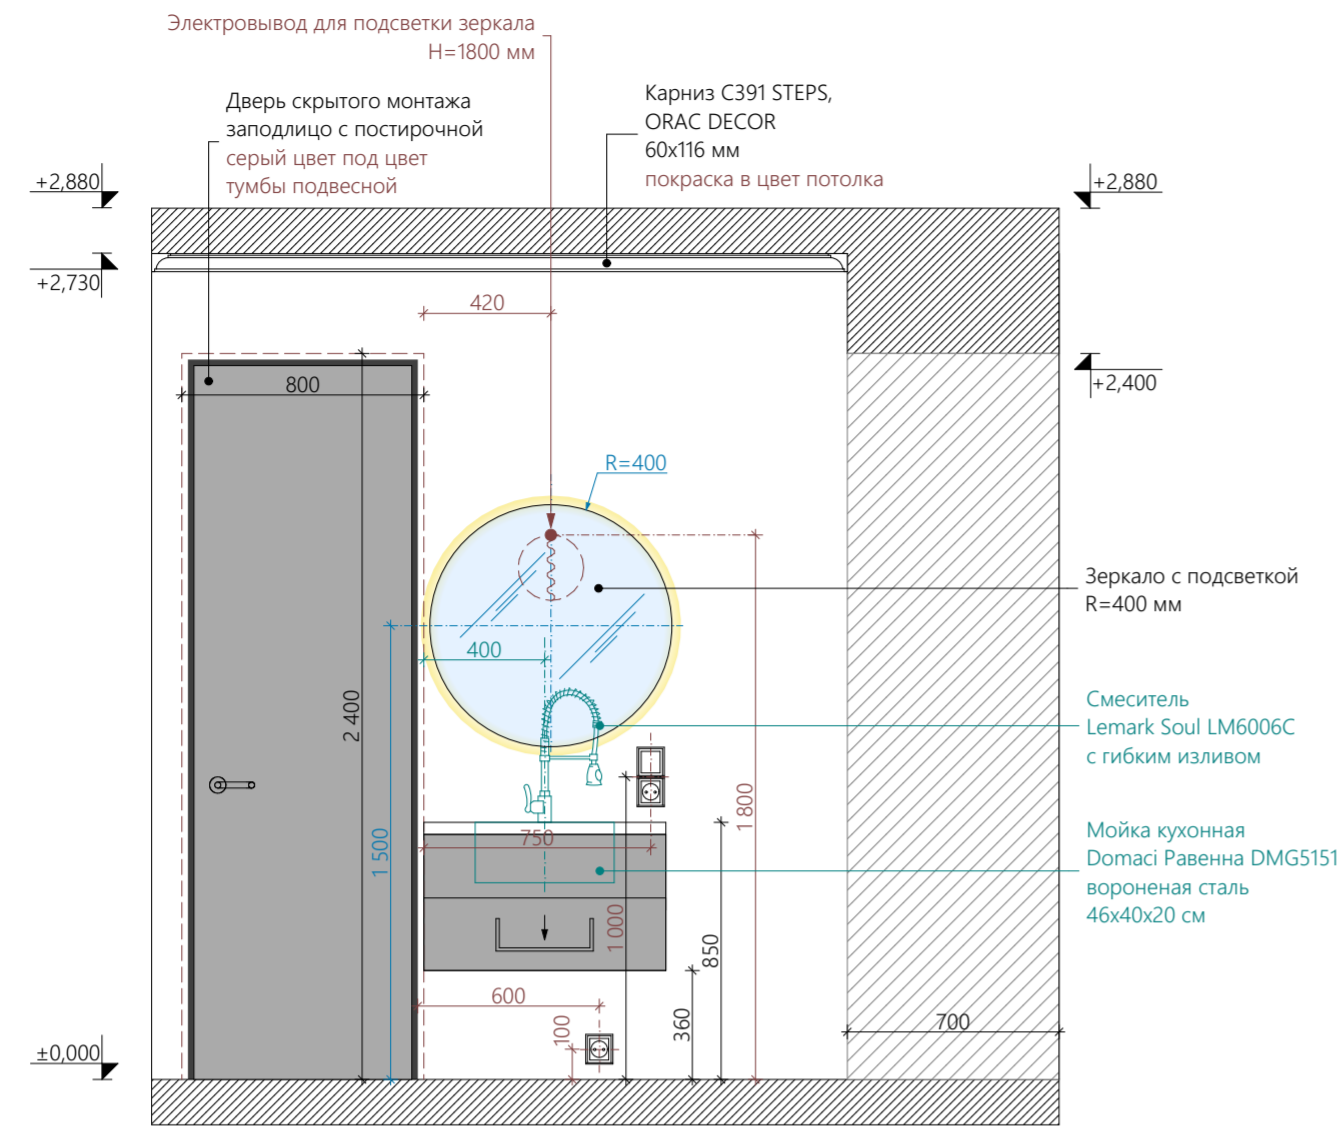 Электровывод для подсветки зеркала
H=1800 мм
Дверь скрытого монтажа
заподлицо с постирочной
серый цвет под цвет
тумбы подвесной
Карниз C391 STEPS,
ORAC DECOR
60x116 мм
покраска в цвет потолка
+2,880
+2,880
+2,730
420
+2,400
800
R=400
Зеркало с подсветкой
R=400 мм
400
2 400
Смеситель
Lemark Soul LM6006C
с гибким изливом
1 800
1 500
750
Мойка кухонная
Domaci Равенна DMG5151
вороненая сталь
46x40x20 см
1 000
850
600
100
360
700
±0,000